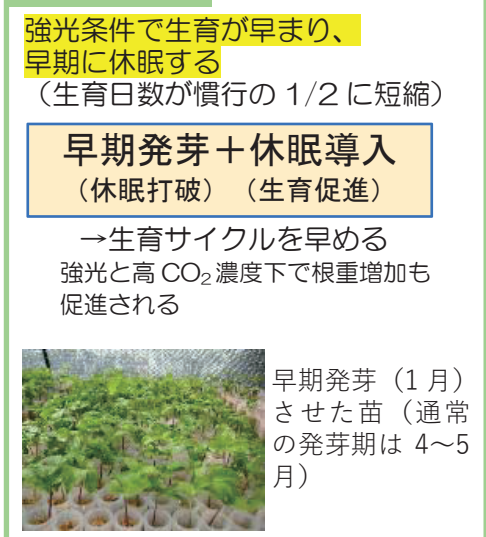 強光条件で生育が早まり、
早期に休眠する
（生育日数が慣行の 1/2 に短縮）
早期発芽＋休眠導入
（休眠打破）（生育促進）
→生育サイクルを早める
強光と高 CO₂ 濃度下で根重増加も
促進される
早期発芽（1 月）
させた苗（通常
の発芽期は 4～5
月）